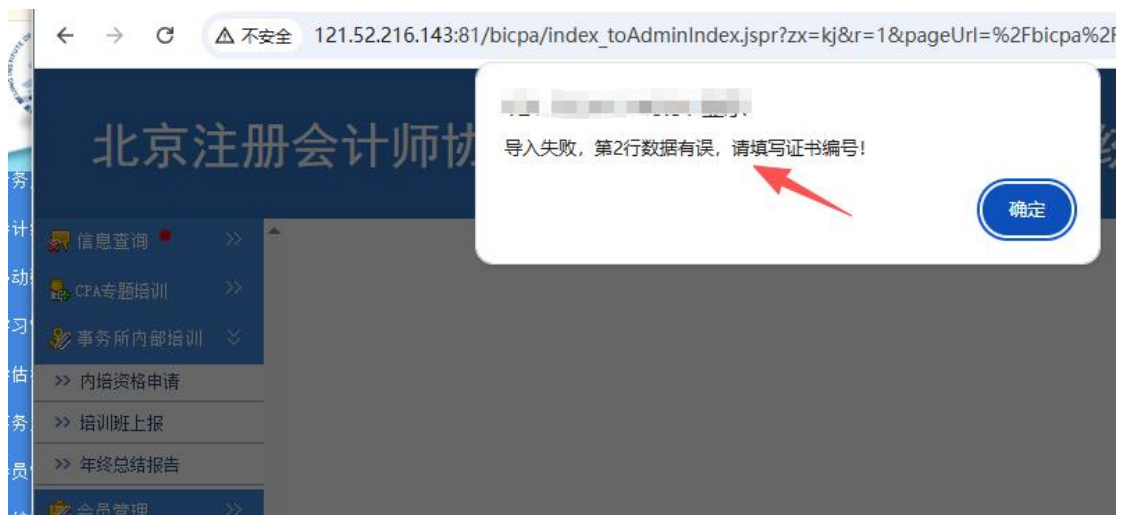 不安全 121.52.216.143:81/bicpa/index_toAdminIndex.jspr?zx=kj&r=1&pageUrl=%2Fbicpa%2F
导入失败，第2行数据有误，请填写证书编号!
确定
北京注册会计师协
信息查询
CPA专题培训
事务所内部培训
>> 内培资格申请
>> 培训班上报
>> 年终总结报告
会员管理